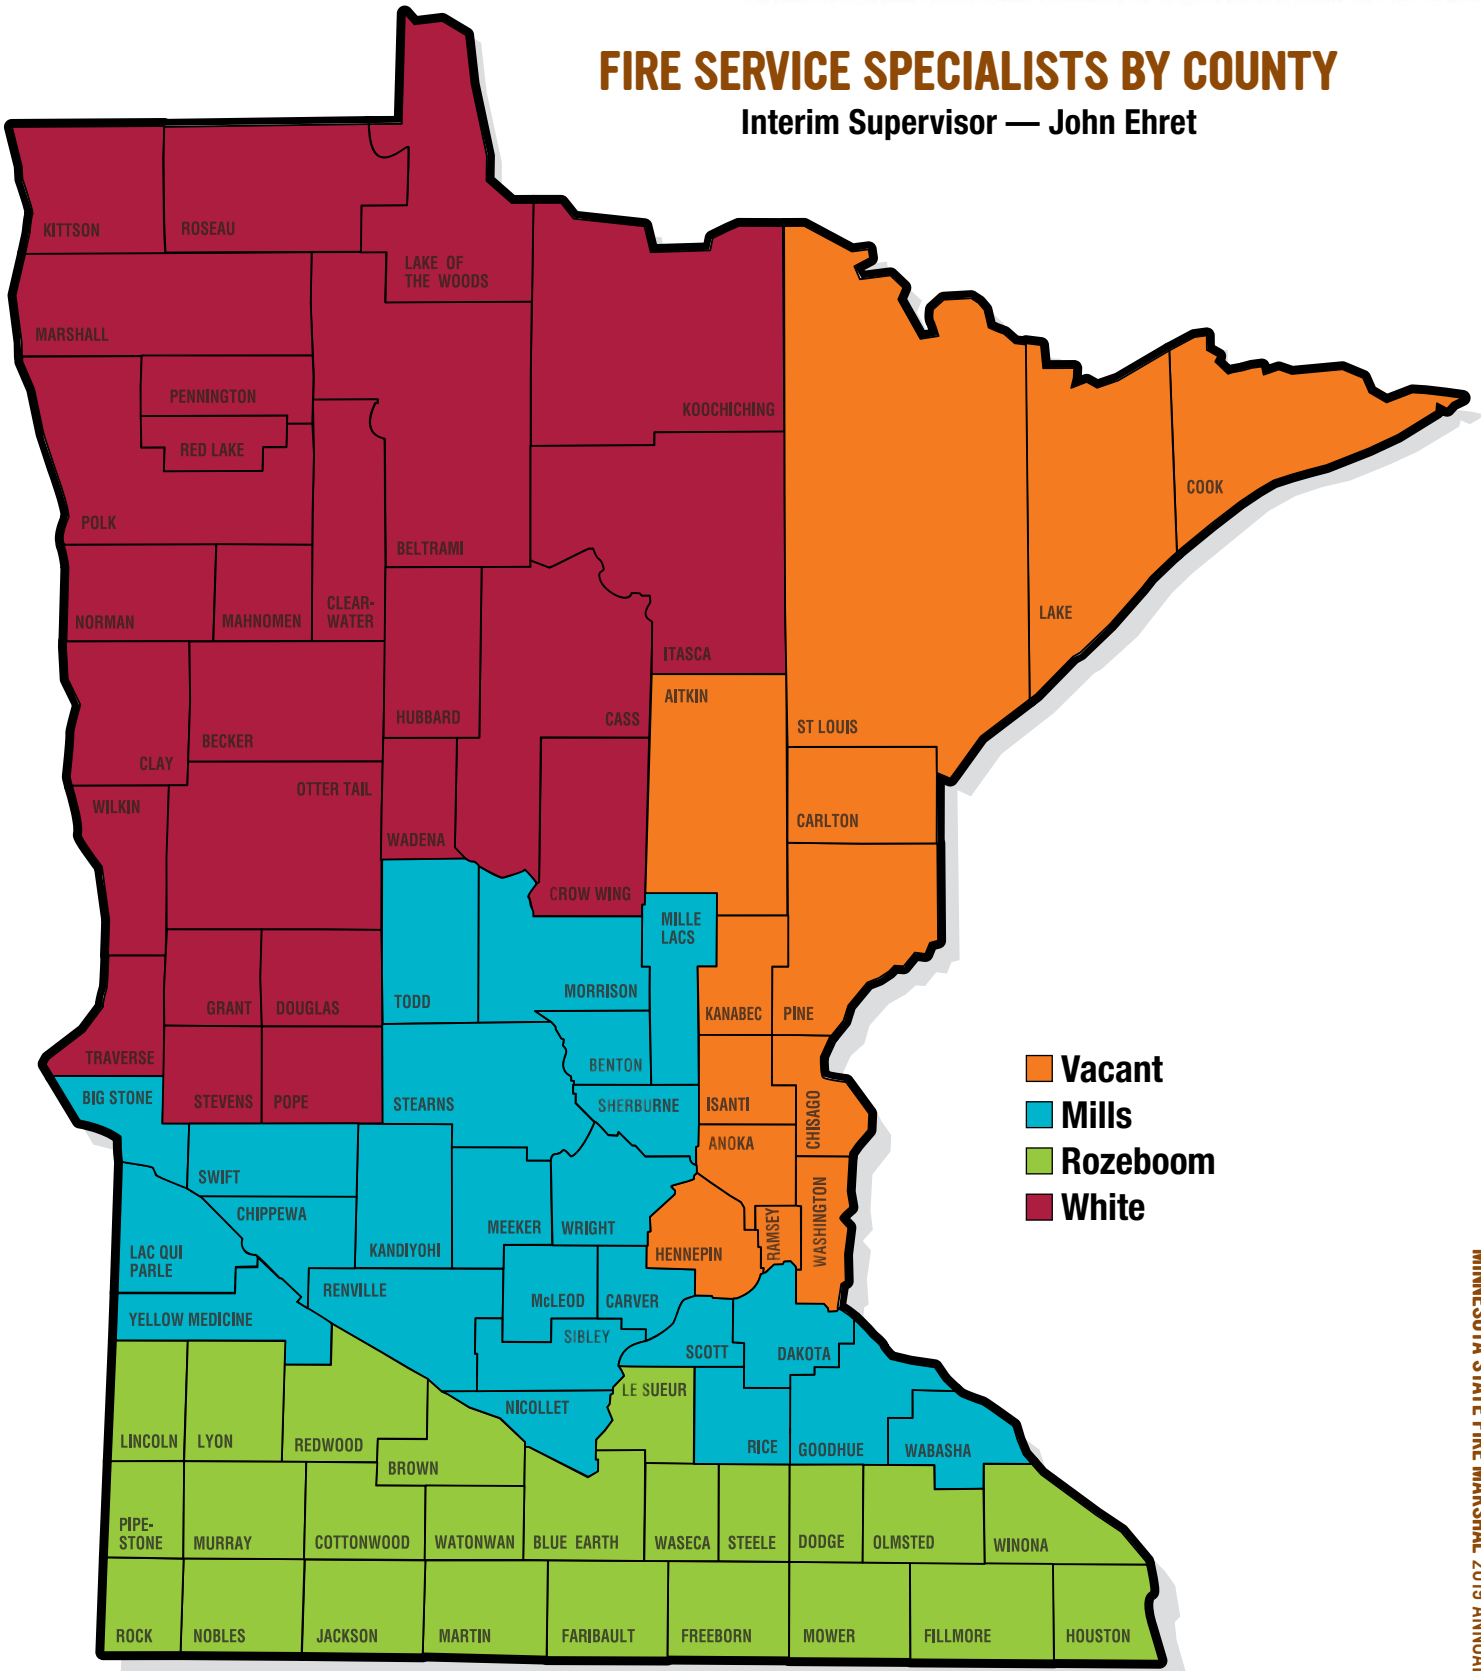 FIRE SERVICE SPECIALISTS BY COUNTY
Interim Supervisor — John Ehret
KITTSON
ROSEAU
LAKE OF
THE WOODS
MARSHALL
PENNINGTON
RED LAKE
KOOCHICHING
POLK
BELTRAMI
COOK
NORMAN
MAHNOMEN
CLEAR-
WATER
LAKE
ITASCA
AITKIN
HUBBARD
CASS
ST LOUIS
BECKER
CLAY
OTTER TAIL
WILKIN
WADENA
CARLTON
CROW WING
MILLE
LACS
TODD
MORRISON
GRANT
DOUGLAS
KANABEC
PINE
TRAVERSE
BENTON
BIG STONE
STEVENS
POPE
STEARNS
SHERBURNE
ISANTI
CHISAGO
ANOKA
SWIFT
CHIPPEWA
MEEKER
WRIGHT
RAMSEY
WASHINGTON
HENNEPIN
KANDIYOHI
LAC QUI
PARLE
RENVILLE
McLEOD
CARVER
YELLOW MEDICINE
SIBLEY
SCOTT
DAKOTA
LE SUEUR
NICOLLET
LINCOLN
LYON
REDWOOD
RICE
GOODHUE
WABASHA
BROWN
PIPE-
STONE
MURRAY
COTTONWOOD
WATONWAN
BLUE EARTH
WASECA
STEELE
DODGE
OLMSTED
WINONA
ROCK
NOBLES
JACKSON
MARTIN
FARIBAULT
FREEBORN
MOWER
FILLMORE
HOUSTON
Vacant
Mills
Rozeboom
White
MINNESOTA STATE FIRE MARSHAL 2019 ANNUAL